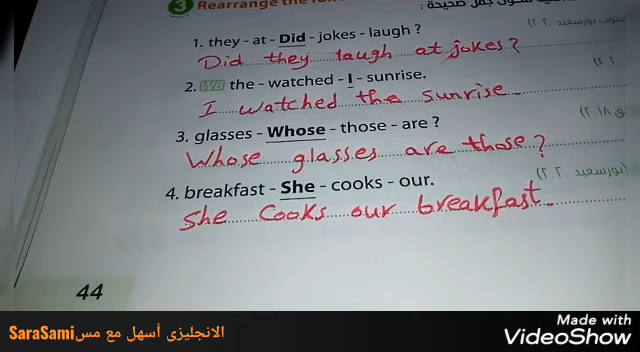 3 Rearrange the
1. they - at - Did - jokes - laugh ?
Did they laugh at jokes?
2. WB the - watched - I - sunrise.
I watched the sunrise.
3. glasses - Whose - those - are ?
Whose glasses are those?
4. breakfast - She - cooks - our.
She cooks our breakfast.
44
الانجليزى أسهل مع مس SaraSami
Made with
VideoShow